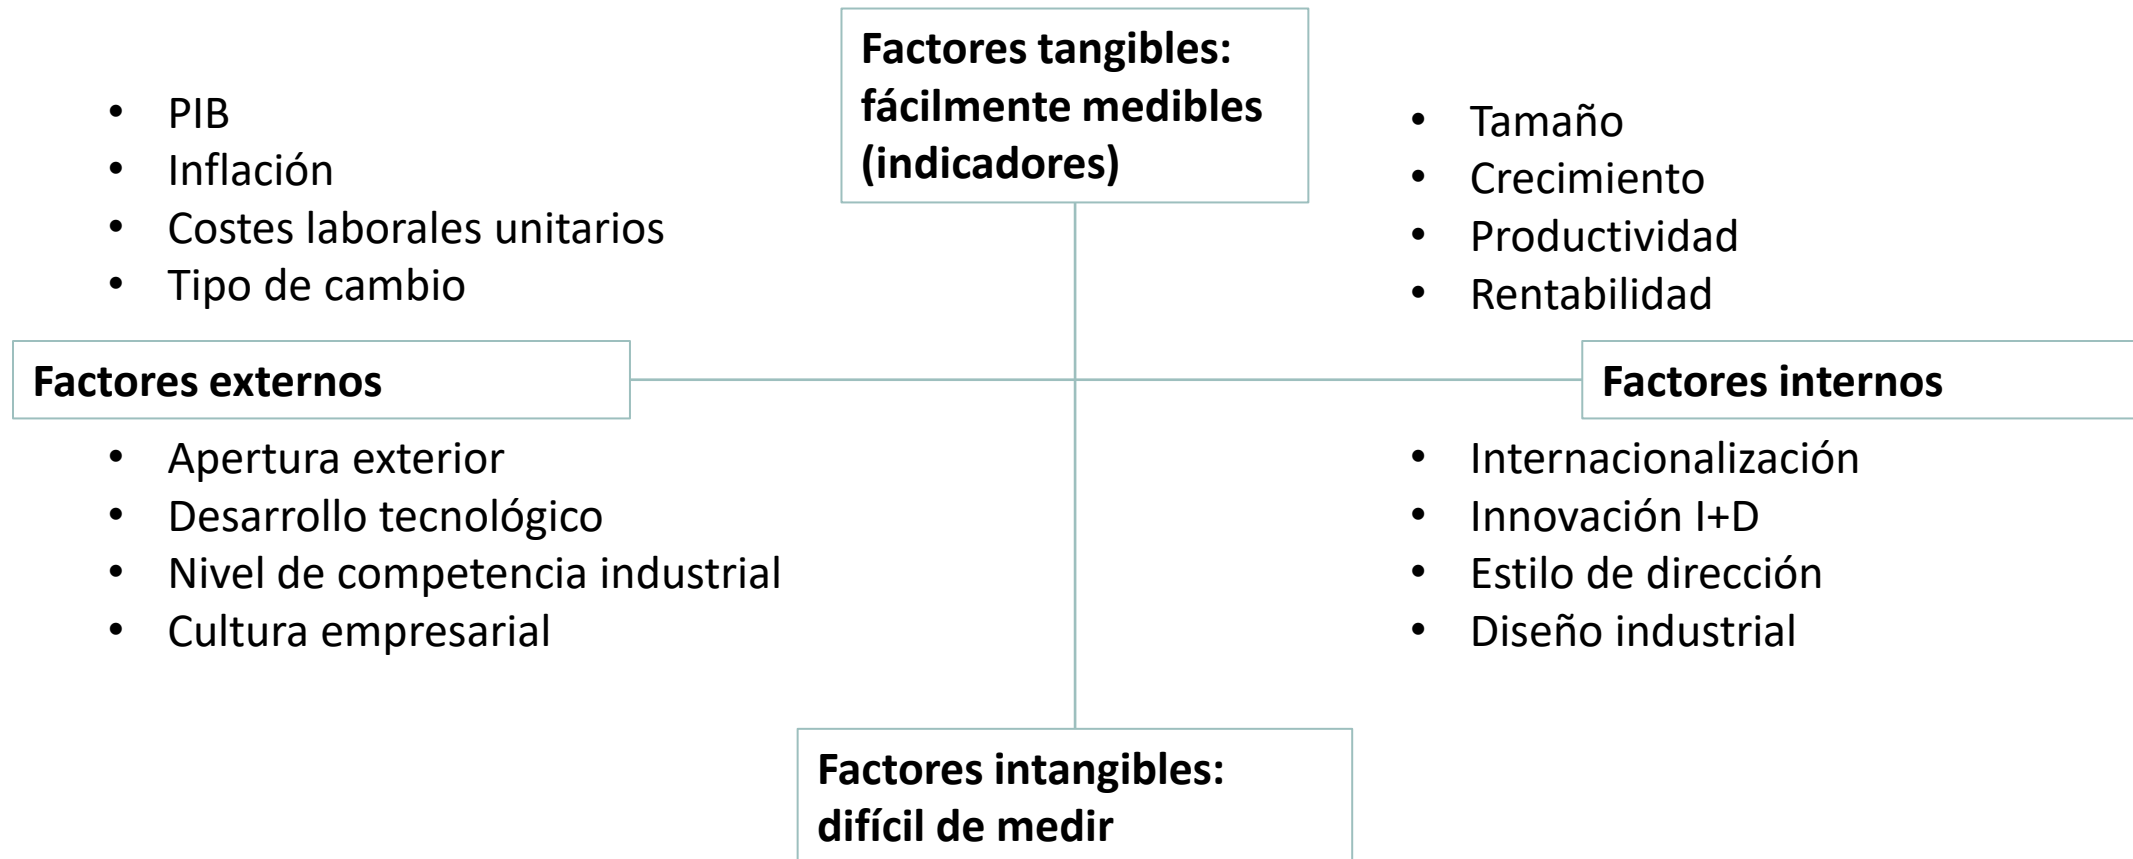 Factores tangibles:
fácilmente medibles
(indicadores)
• PIB
• Inflación
• Costes laborales unitarios
• Tipo de cambio
• Tamaño
• Crecimiento
• Productividad
• Rentabilidad
Factores externos
Factores internos
• Apertura exterior
• Desarrollo tecnológico
• Nivel de competencia industrial
• Cultura empresarial
• Internacionalización
• Innovación I+D
• Estilo de dirección
• Diseño industrial
Factores intangibles:
difícil de medir